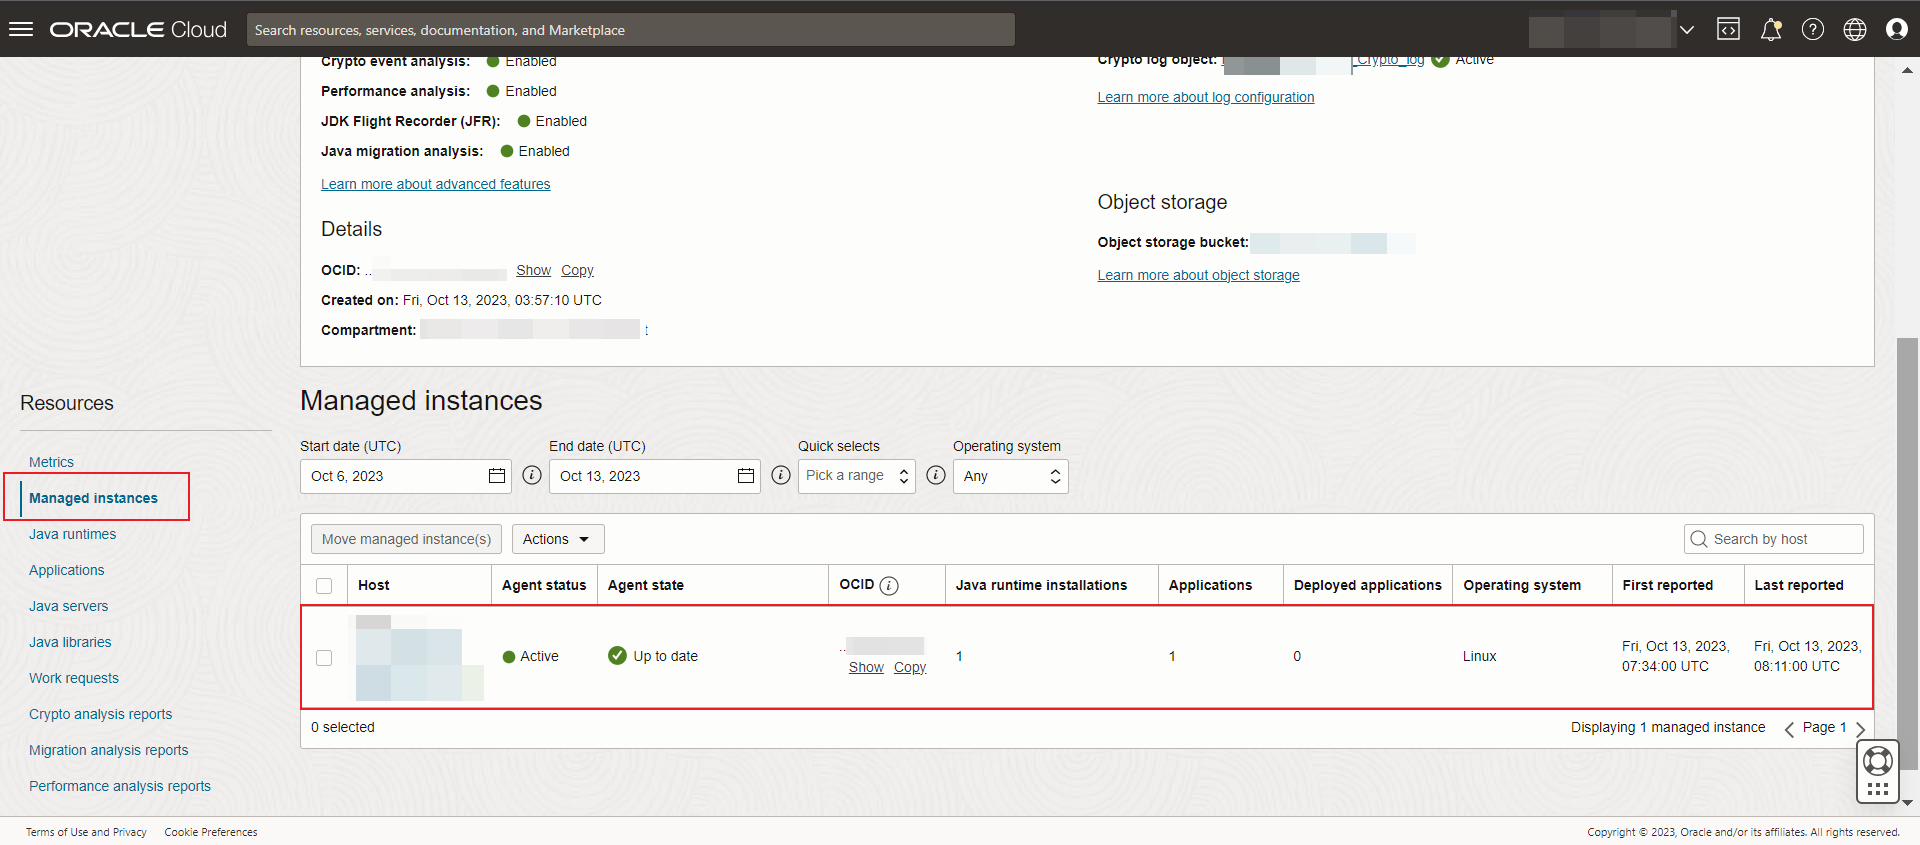 ORACLE Cloud
Search resources, services, documentation, and Marketplace
Crypto event analysis: Enabled
Performance analysis: Enabled
JDK Flight Recorder (JFR): Enabled
Java migration analysis: Enabled
Learn more about advanced features
Crypto log object: _Crypto_log Active
Learn more about log configuration
Details
OCID: .. Show Copy
Created on: Fri, Oct 13, 2023, 03:57:10 UTC
Compartment: t
Object storage
Object storage bucket:
Learn more about object storage
Resources
Metrics
Managed instances
Java runtimes
Applications
Java servers
Java libraries
Work requests
Crypto analysis reports
Migration analysis reports
Performance analysis reports
Managed instances
Start date (UTC) End date (UTC) Quick selects Operating system
Oct 6, 2023 Oct 13, 2023 Pick a range Any
Move managed instance(s) Actions Search by host
Host Agent status Agent state OCID Java runtime installations Applications Deployed applications Operating system First reported Last reported
Active Up to date .. Show Copy 1 1 0 Linux Fri, Oct 13, 2023, 07:34:00 UTC Fri, Oct 13, 2023, 08:11:00 UTC
0 selected Displaying 1 managed instance Page 1
Terms of Use and Privacy Cookie Preferences Copyright © 2023, Oracle and/or its affiliates. All rights reserved.